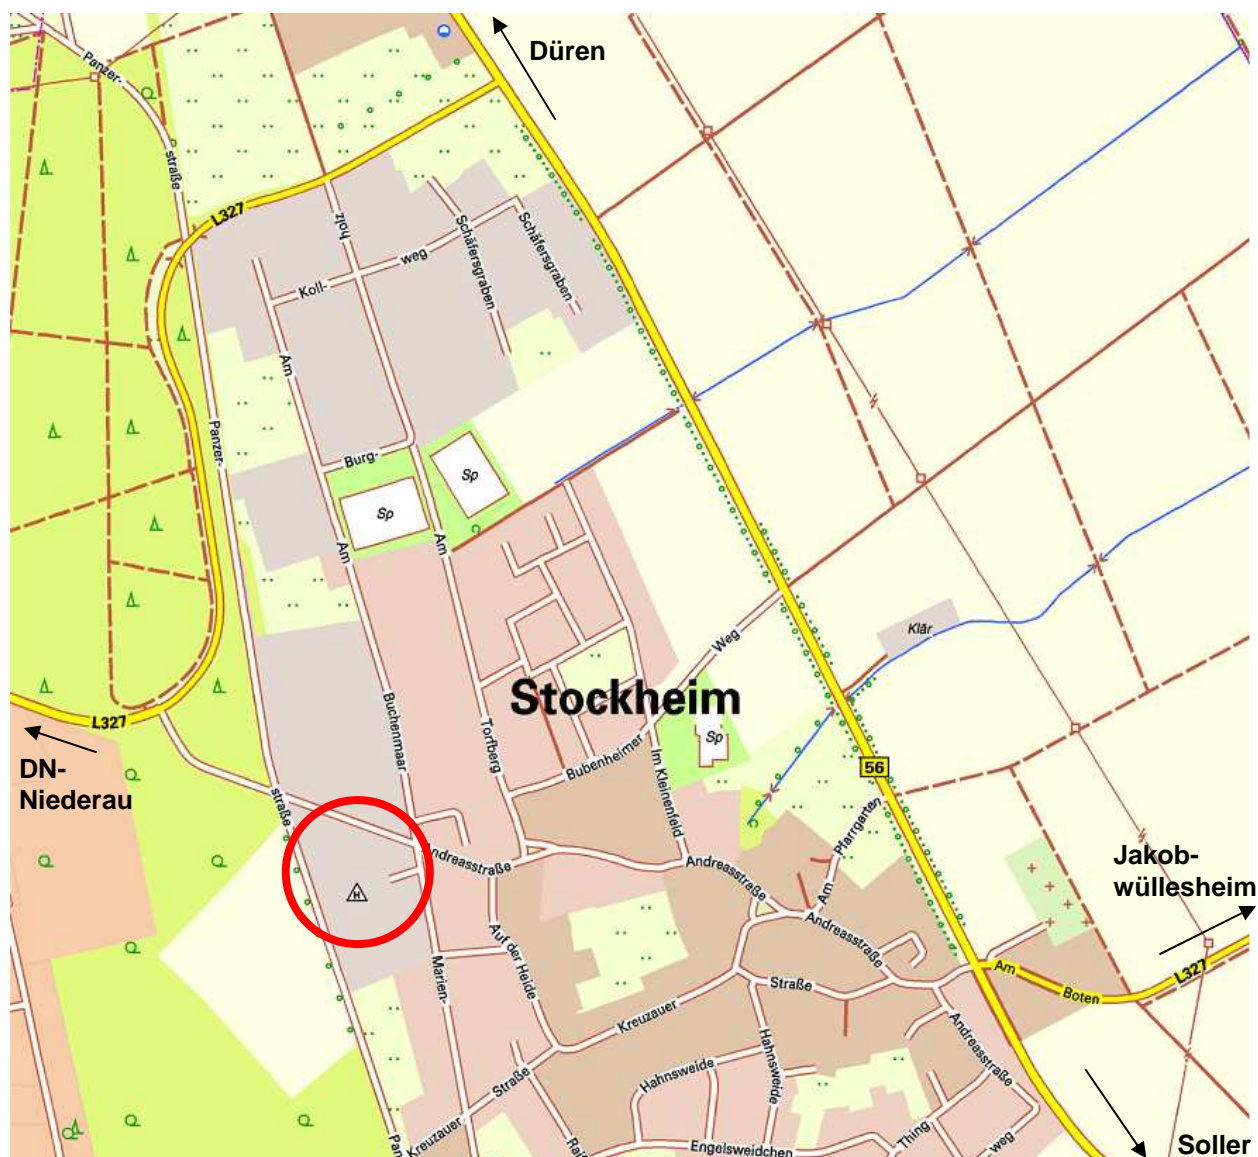 Düren
Panzer-
straße
L327
holz
Koll-
weg
Schäfersgraben
Schäfersgraben
Am
Panzer-
Burg-
Sp
Sp
Am
Am
Weg
Klär
Stockheim
L327
Buchenmaar
Torfberg
Bubenheimer
Im Kleinenfeld
Sp
56
DN-
Niederau
straße
Andreasstraße
Andreasstraße
Pfarrgarten
Am
Jakob-
wüllesheim
H
Auf der Heide
Marien-
Andreasstraße
Straße
Kreuzauer
Am
Boten
L327
Hahnsweide
Hahnsweide
Andreasstraße
Straße
Kreuzauer
Engelsweidchen
Thing
weg
Soller